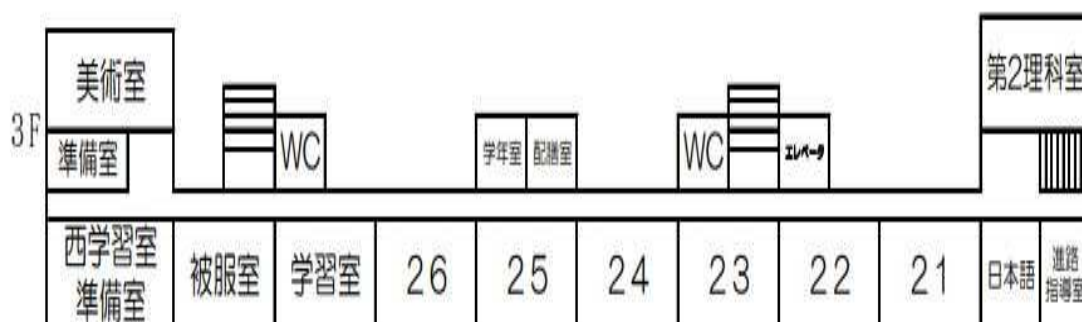 美術室
第2理科室
3F
準備室
WC
学年室
配膳室
WC
エレベータ
西学習室
準備室
被服室
学習室
26
25
24
23
22
21
日本語
進路
指導室